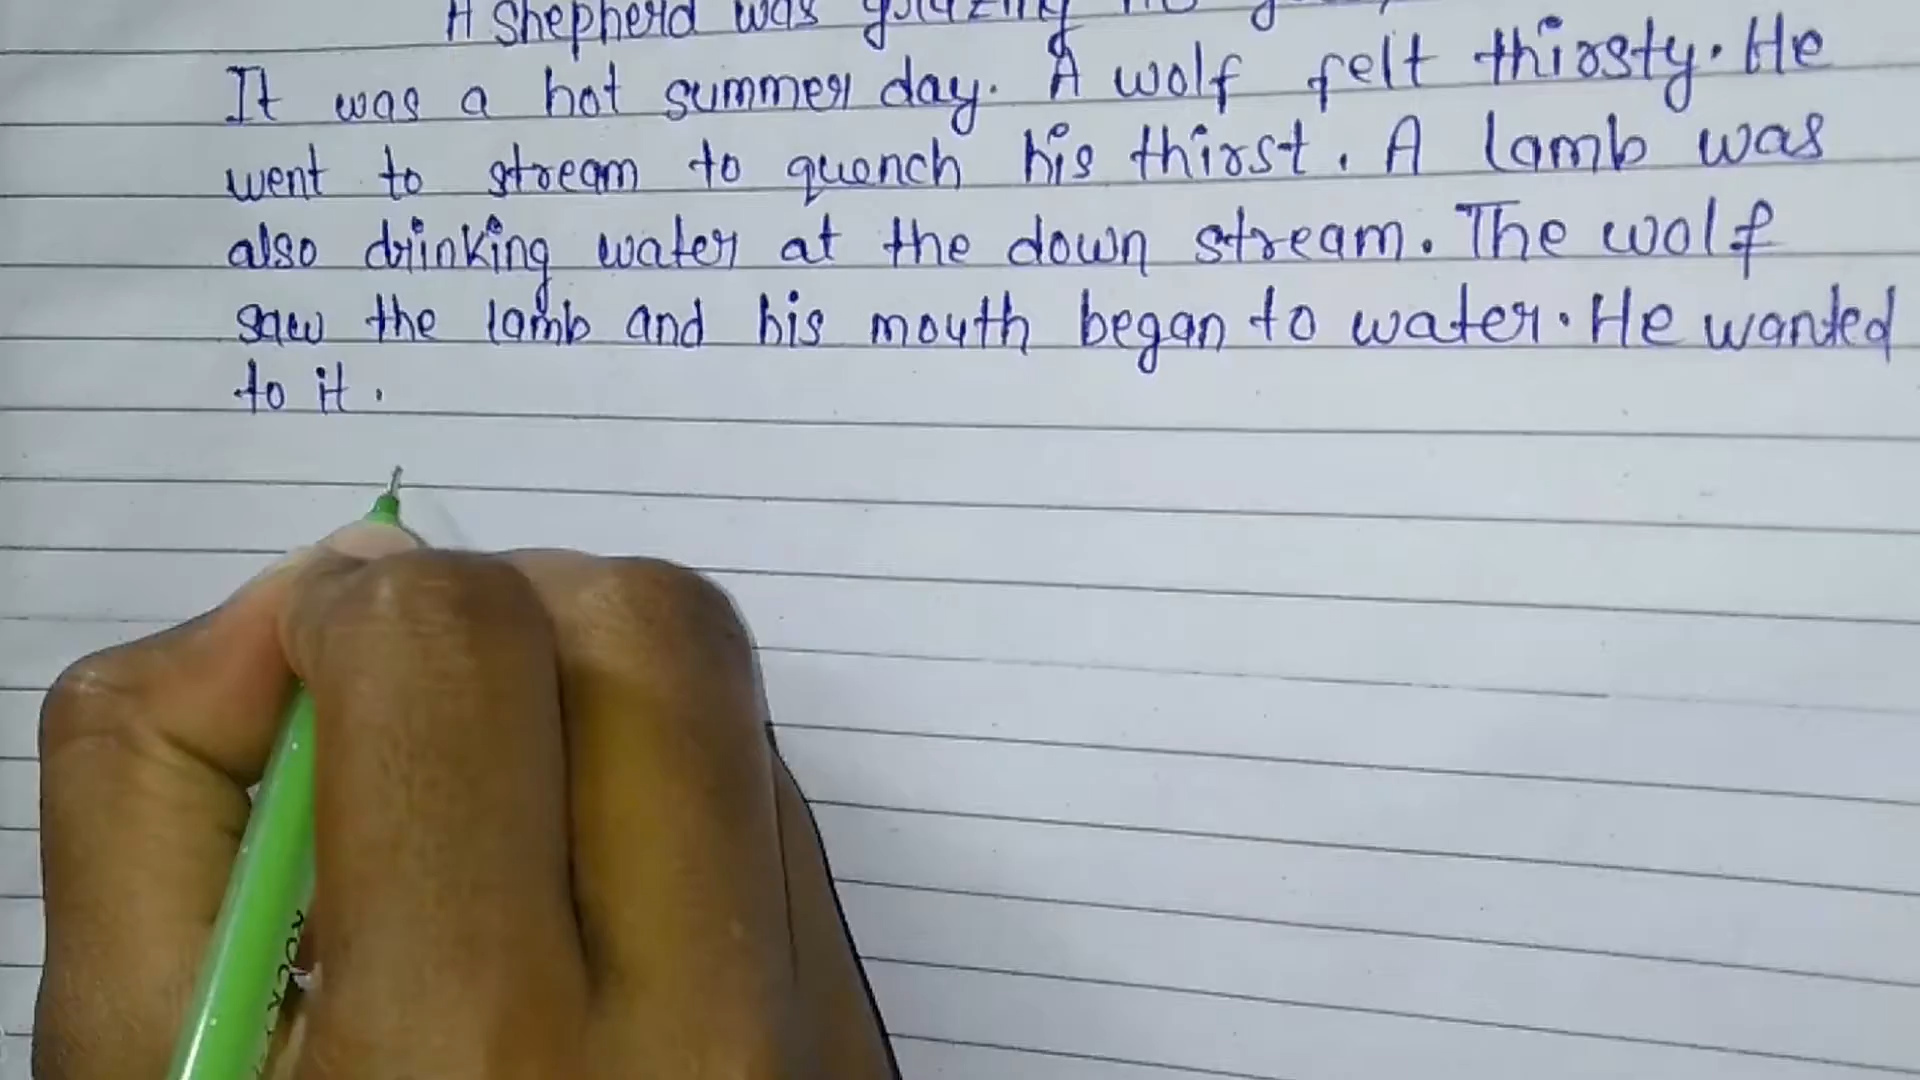 A Shepherd was
It was a hot summer day. A wolf felt thirsty. He
went to stream to quench his thirst. A lamb was
also drinking water at the down stream. The wolf
saw the lamb and his mouth began to water. He wanted
to it.